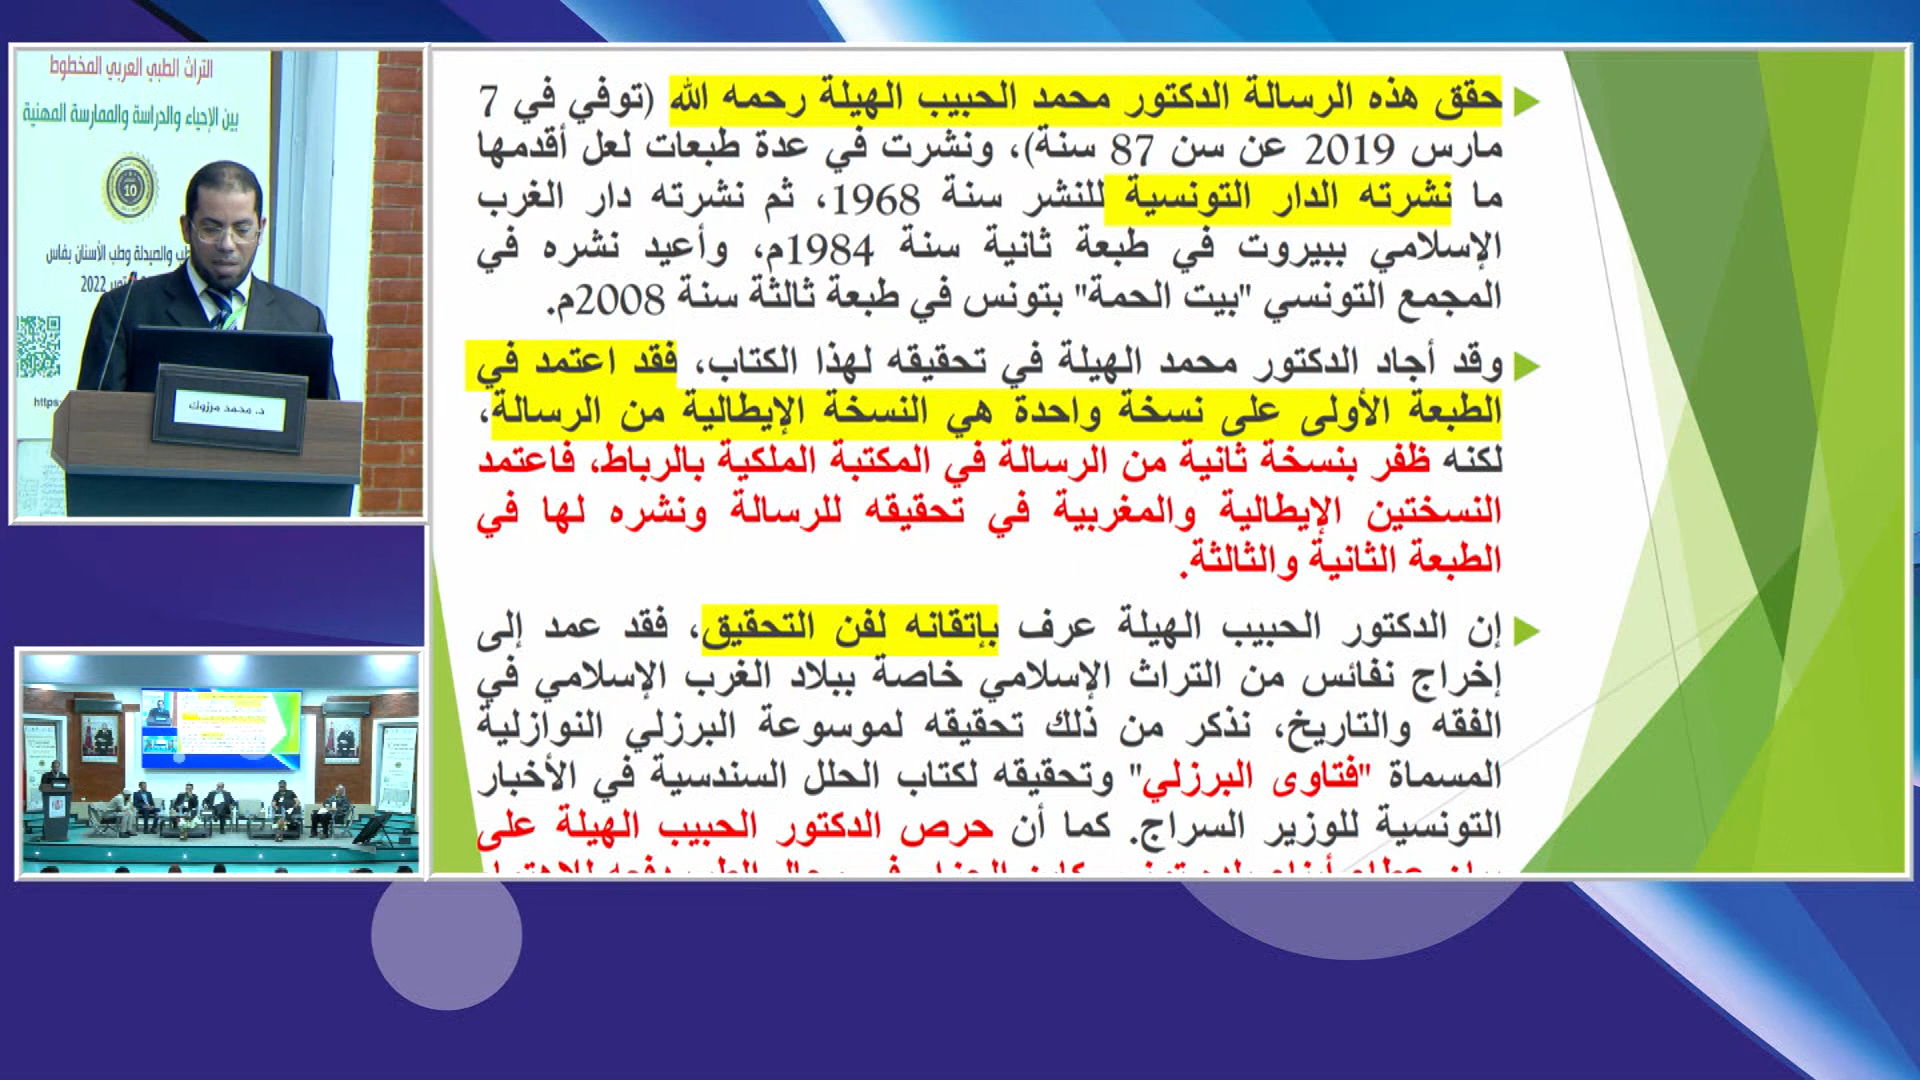 التراث الطبي العربي المخطوط
بين الإحياء والدراسة والممارسة المهنية
10
والصيدلة وطب الأسنان بفاس
2022
https:
د. محمد مرزوك
حقق هذه الرسالة الدكتور محمد الحبيب الهيلة رحمه الله (توفي في 7
مارس 2019 عن سن 87 سنة)، ونشرت في عدة طبعات لعل أقدمها
ما نشرته الدار التونسية للنشر سنة 1968، ثم نشرته دار الغرب
الإسلامي ببيروت في طبعة ثانية سنة 1984م، وأعيد نشره في
المجمع التونسي "بيت الحمة" بتونس في طبعة ثالثة سنة 2008م.
وقد أجاد الدكتور محمد الهيلة في تحقيقه لهذا الكتاب، فقد اعتمد في
الطبعة الأولى على نسخة واحدة هي النسخة الإيطالية من الرسالة،
لكنه ظفر بنسخة ثانية من الرسالة في المكتبة الملكية بالرباط، فاعتمد
النسختين الإيطالية والمغربية في تحقيقه للرسالة ونشره لها في
الطبعة الثانية والثالثة.
إن الدكتور الحبيب الهيلة عرف بإتقانه لفن التحقيق، فقد عمد إلى
إخراج نفائس من التراث الإسلامي خاصة ببلاد الغرب الإسلامي في
الفقه والتاريخ، نذكر من ذلك تحقيقه لموسوعة البرزلي النوازلية
المسماة "فتاوى البرزلي" وتحقيقه لكتاب الحلل السندسية في الأخبار
التونسية للوزير السراج. كما أن حرص الدكتور الحبيب الهيلة على